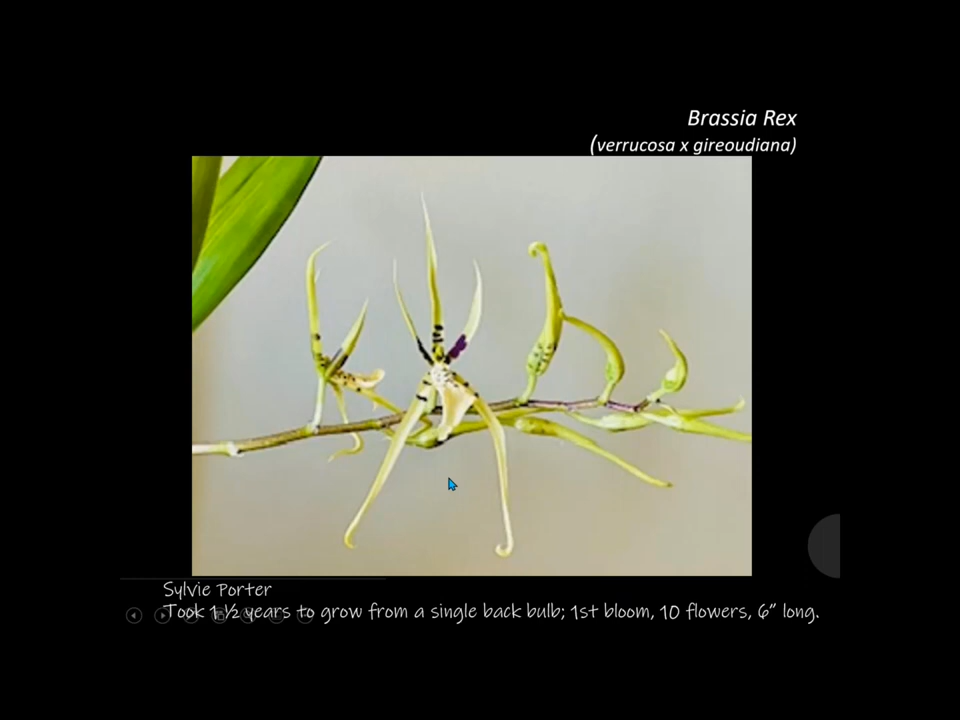 Brassia Rex
(verrucosa x gireoudiana)
Sylvie Porter
Took 1 ½ years to grow from a single back bulb; 1st bloom, 10 flowers, 6” long.